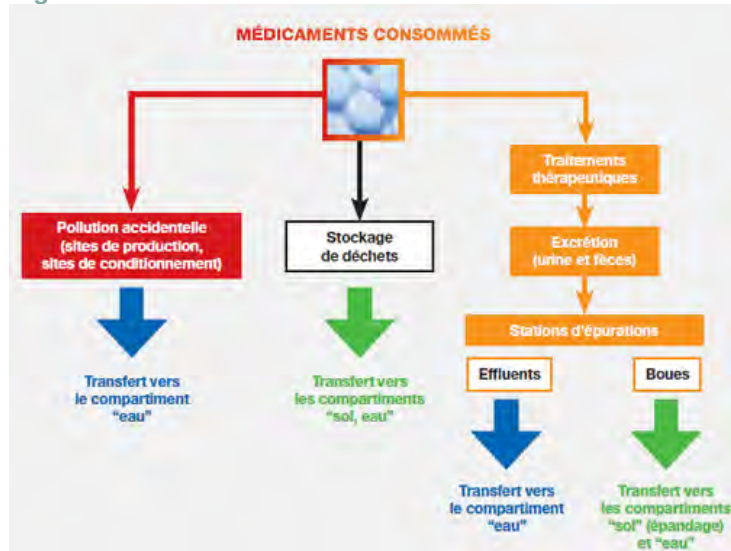 MÉDICAMENTS CONSOMMÉS
Pollution accidentelle
(sites de production,
sites de conditionnement)
Transfert vers
le compartiment
“eau”
Stockage
de déchets
Transfert vers
les compartiments
“sol, eau”
Traitements
thérapeutiques
Excrétion
(urine et fèces)
Stations d'épurations
Effluents
Transfert vers
le compartiment
“eau”
Boues
Transfert vers
les compartiments
“sol” (épandage)
et “eau”